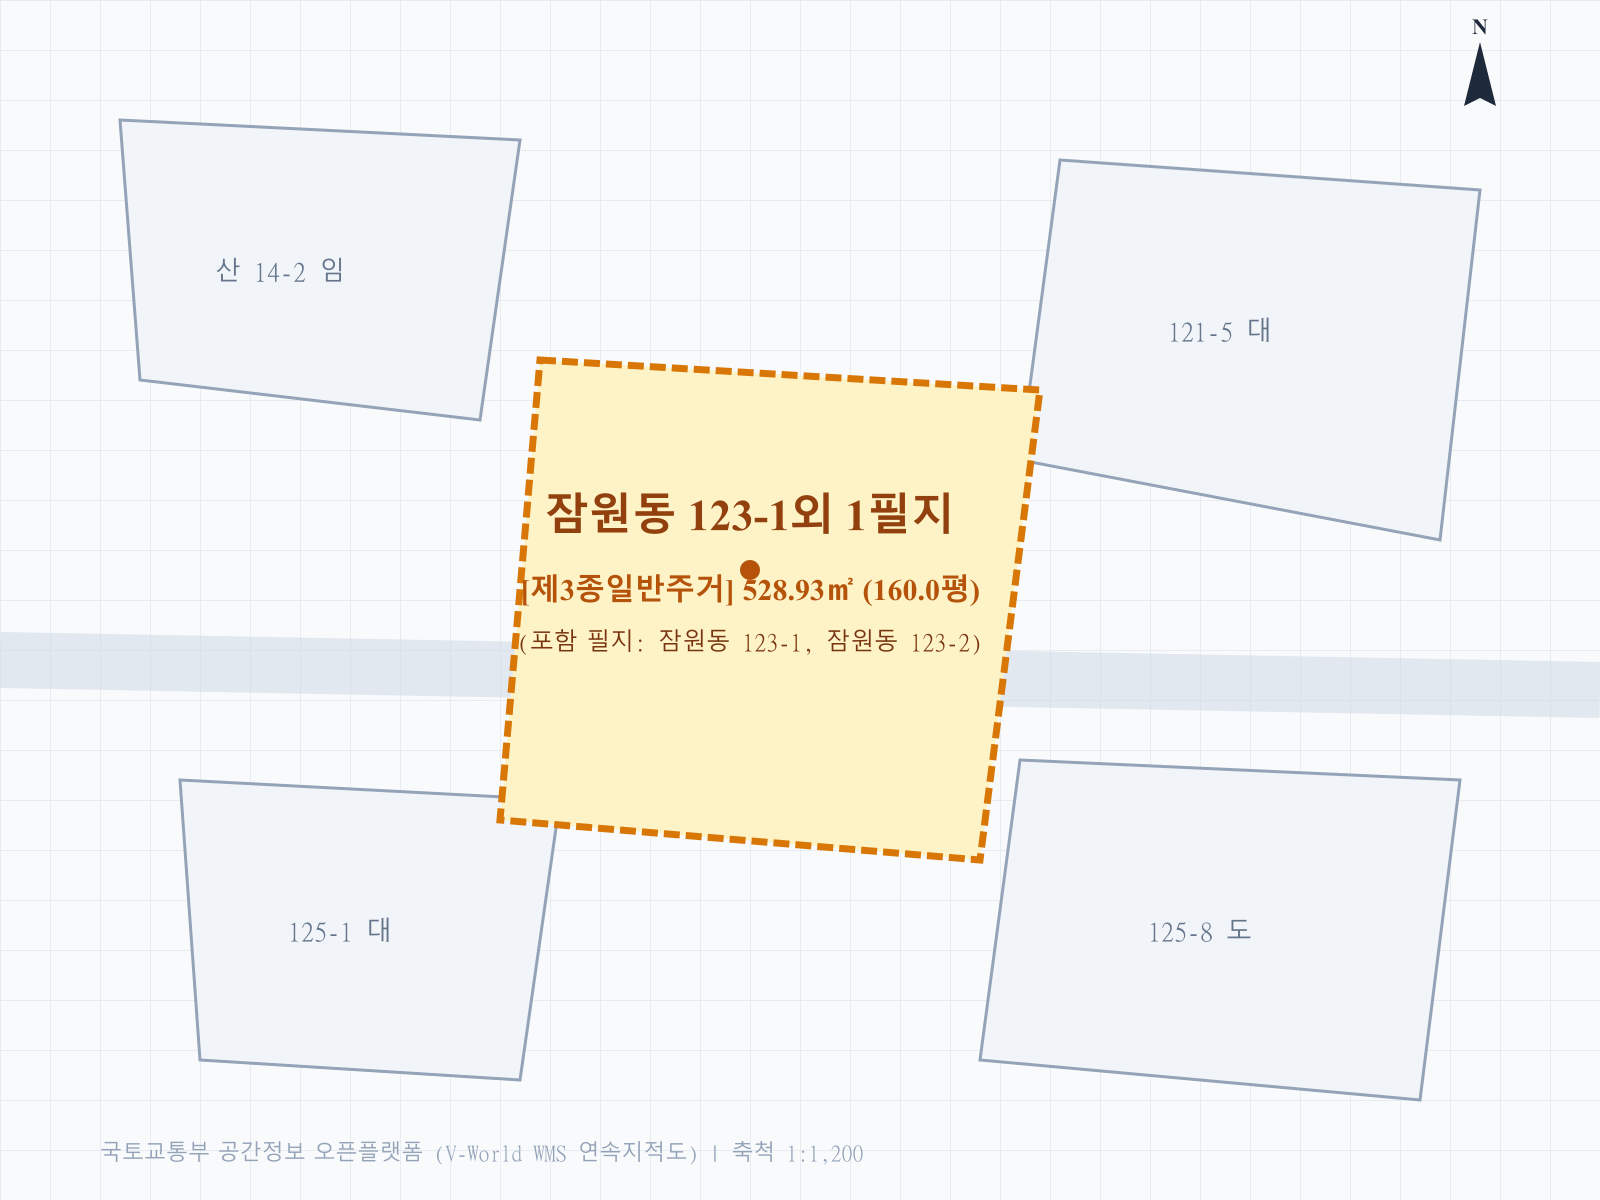 N
산 14-2 임
121-5 대
잠원동 123-1외 1필지
[제3종일반주거] 528.93㎡ (160.0평)
(포함 필지: 잠원동 123-1, 잠원동 123-2)
125-1 대
125-8 도
국토교통부 공간정보 오픈플랫폼 (V-World WMS 연속지적도) | 축척 1:1,200